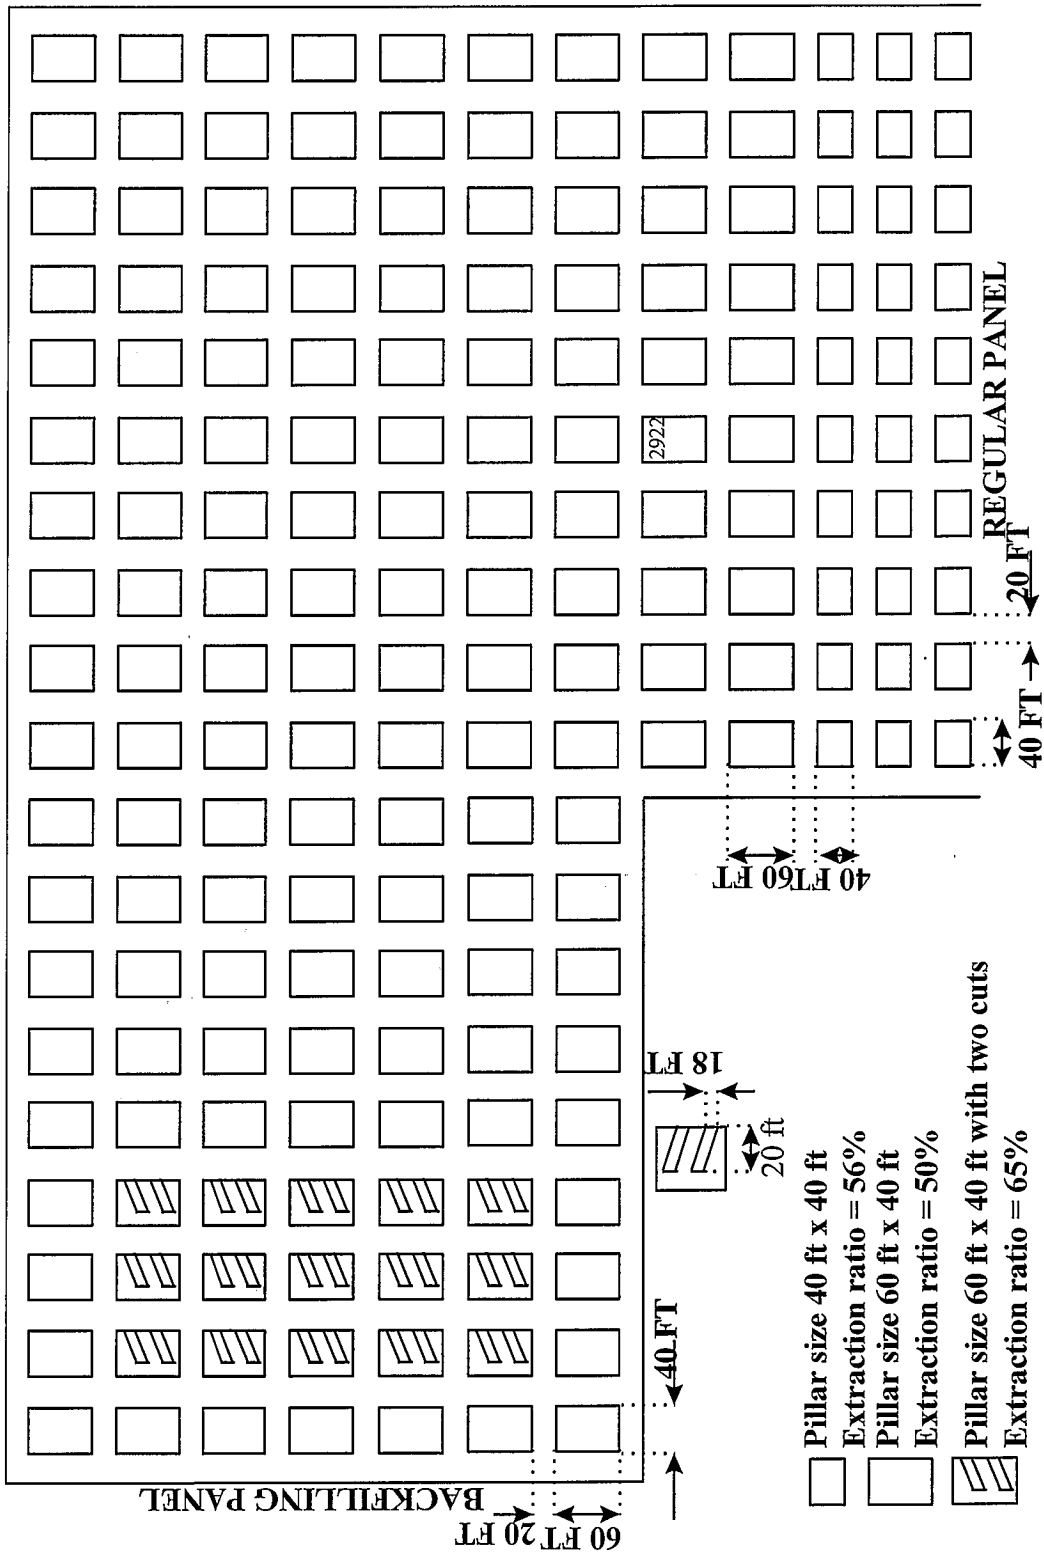 BACKFILLING PANEL
20 FT
60 FT
40 FT
18 FT
20 ft
60 FT
40 FT
2922
REGULAR PANEL
20 FT
40 FT
Pillar size 40 ft x 40 ft
Extraction ratio = 56%
Pillar size 60 ft x 40 ft
Extraction ratio = 50%
Pillar size 60 ft x 40 ft with two cuts
Extraction ratio = 65%